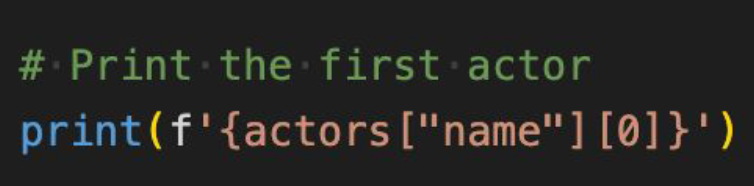 # Print the first actor
print(f'{actors["name"][0]}')